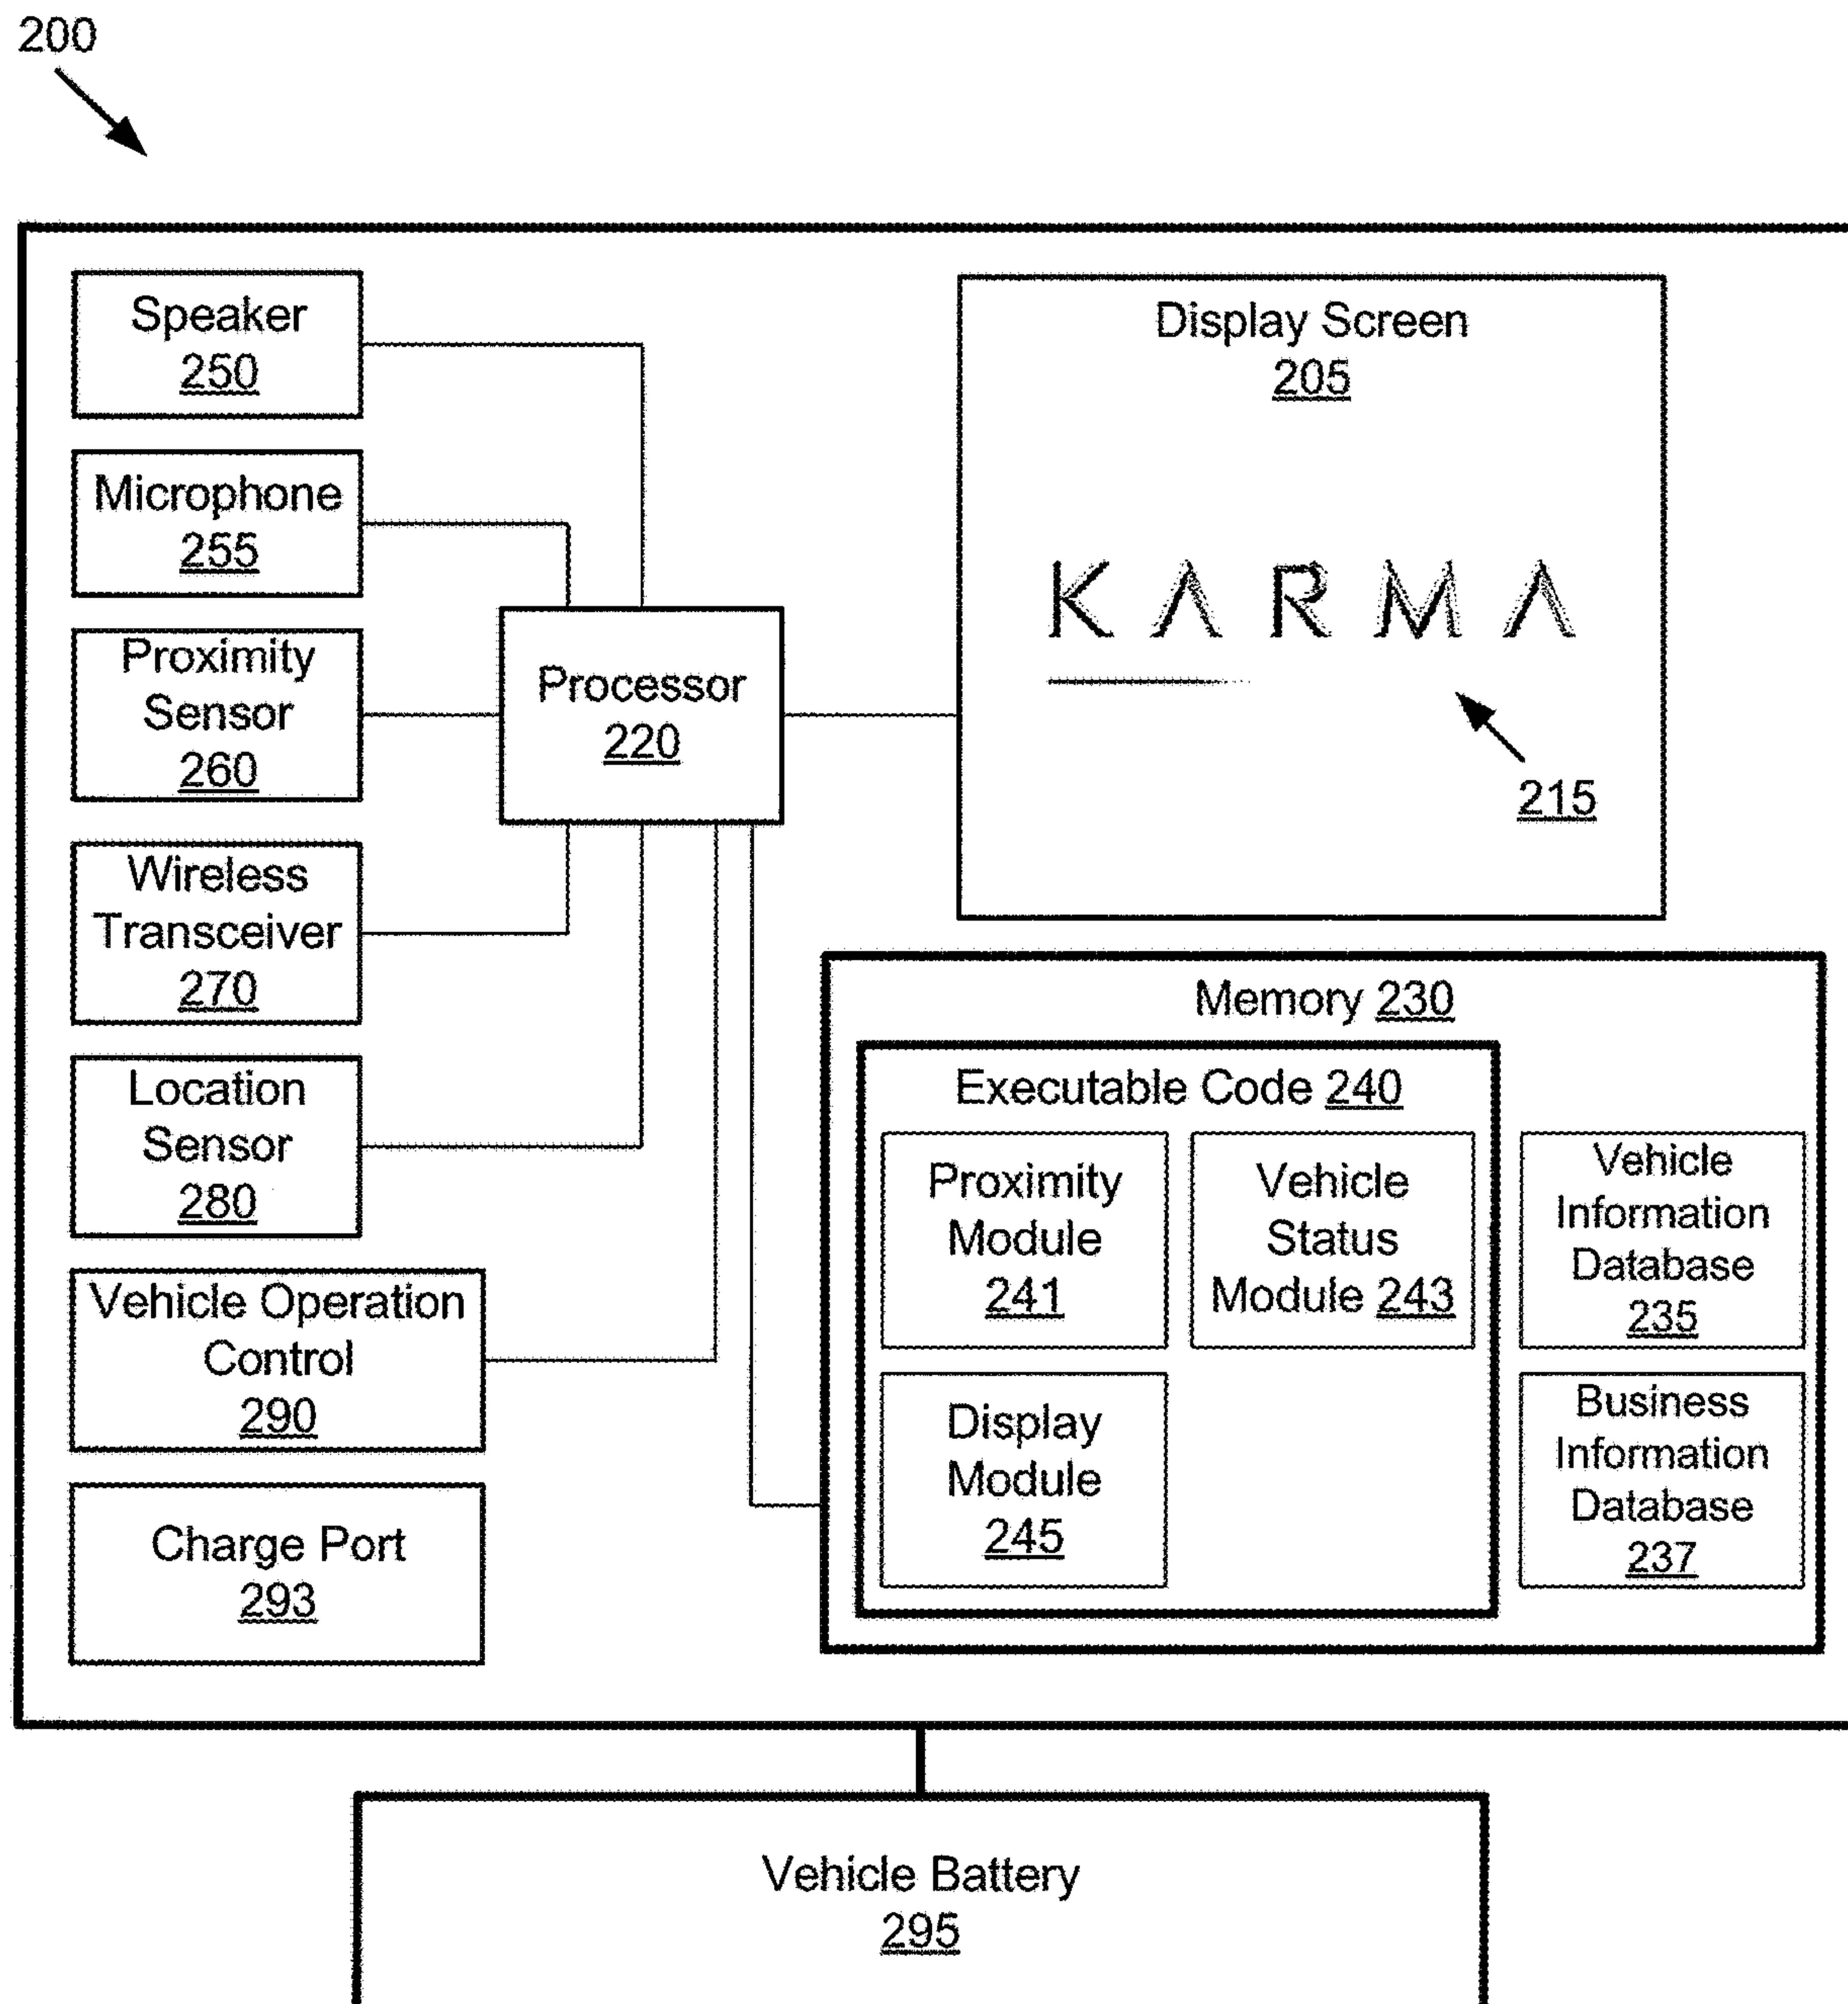 200
Speaker
250
Microphone
255
Proximity
Sensor
260
Wireless
Transceiver
270
Location
Sensor
280
Vehicle Operation
Control
290
Charge Port
293
Processor
220
Display Screen
205
KARMA
215
Memory 230
Executable Code 240
Proximity
Module
241
Vehicle
Status
Module 243
Display
Module
245
Vehicle
Information
Database
235
Business
Information
Database
237
Vehicle Battery
295